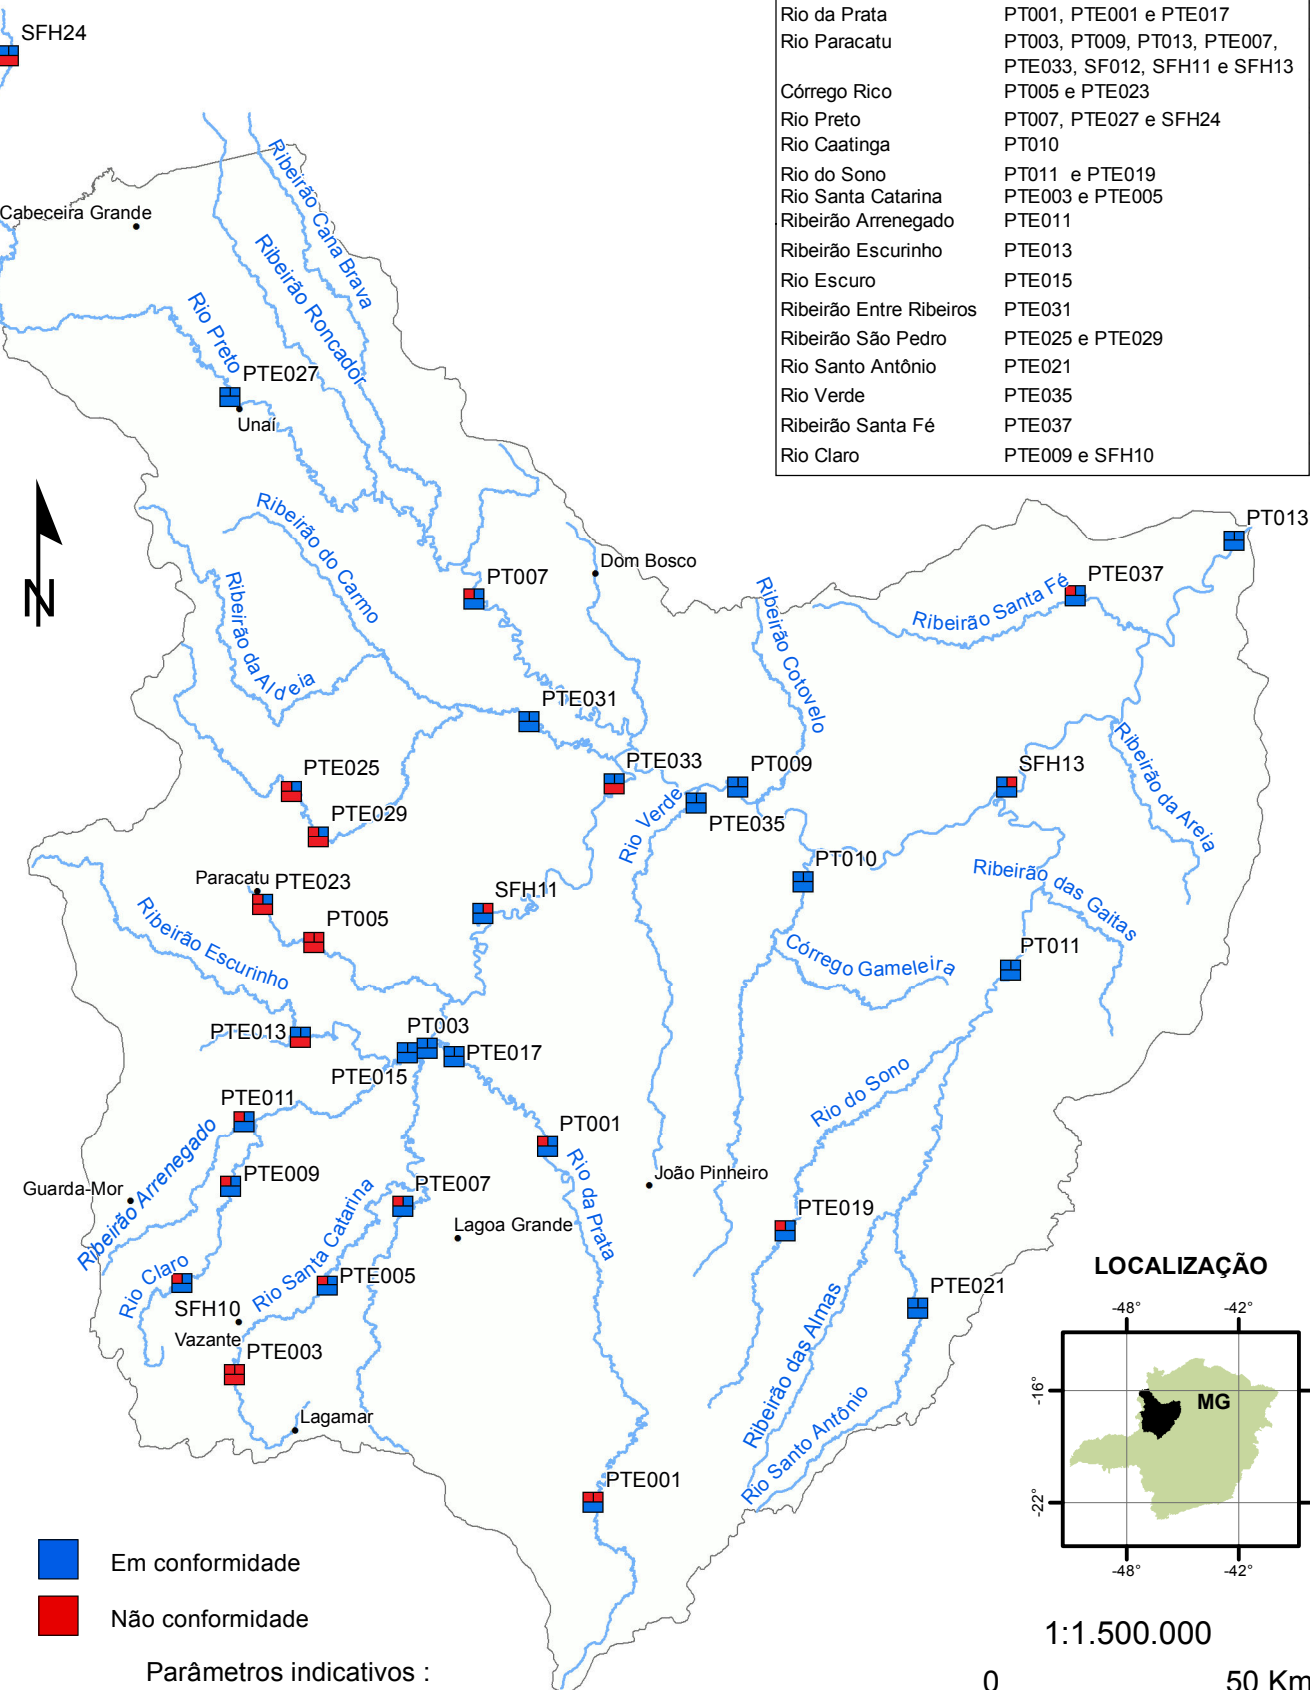 SFH24
Rio da Prata PT001, PTE001 e PTE017
Rio Paracatu PT003, PT009, PT013, PTE007,
PTE033, SF012, SFH11 e SFH13
Córrego Rico PT005 e PTE023
Rio Preto PT007, PTE027 e SFH24
Rio Caatinga PT010
Rio do Sono PT011 e PTE019
Rio Santa Catarina PTE003 e PTE005
Ribeirão Arrenegado PTE011
Ribeirão Escurinho PTE013
Rio Escuro PTE015
Ribeirão Entre Ribeiros PTE031
Ribeirão São Pedro PTE025 e PTE029
Rio Santo Antônio PTE021
Rio Verde PTE035
Ribeirão Santa Fé PTE037
Rio Claro PTE009 e SFH10
Cabeceira Grande
Ribeirão Cana Brava
Ribeirão Roncador
Rio Preto
PTE027
Unaí
N
Ribeirão do Carmo
Ribeirão da Aldeia
PT007
Dom Bosco
Ribeirão Cotovelo
Ribeirão Santa Fé
PTE037
PT013
PTE031
PTE025
PTE029
PTE033
PT009
PTE035
Rio Verde
SFH13
Ribeirão da Areia
Paracatu
PTE023
PT005
SFH11
PT010
Ribeirão das Gaitas
Ribeirão Escurinho
Córrego Gameleira
PT011
PTE013
PT003
PTE015
PTE017
PTE011
PT001
Rio do Sono
Ribeirão Arrenegado
Guarda-Mor
PTE009
PTE007
Rio da Prata
João Pinheiro
Lagoa Grande
PTE019
Rio Claro
Rio Santa Catarina
PTE005
SFH10
Vazante
PTE003
PTE021
Ribeirão das Almas
Lagamar
Rio Santo Antônio
PTE001
LOCALIZAÇÃO
-48° -42°
-16°
MG
-22°
-48° -42°
Em conformidade
Não conformidade
Parâmetros indicativos :
1:1.500.000
0 50 Km